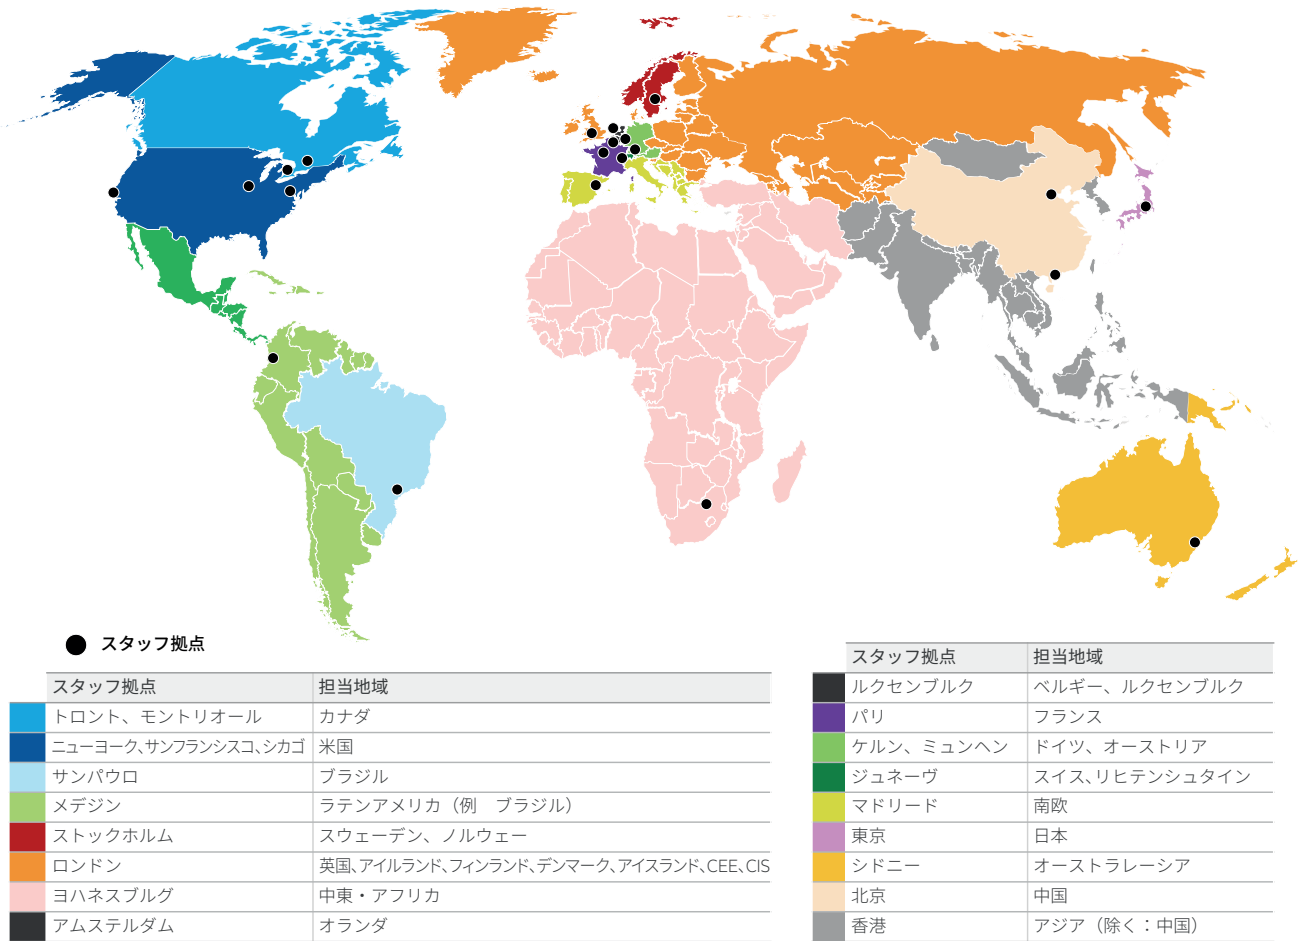 スタッフ拠点
スタッフ拠点 担当地域
トロント、モントリオール カナダ
ニューヨーク、サンフランシスコ、シカゴ 米国
サンパウロ ブラジル
メデジン ラテンアメリカ（例　ブラジル）
ストックホルム スウェーデン、ノルウェー
ロンドン 英国、アイルランド、フィンランド、デンマーク、アイスランド、CEE、CIS
ヨハネスブルグ 中東・アフリカ
アムステルダム オランダ
スタッフ拠点 担当地域
ルクセンブルク ベルギー、ルクセンブルク
パリ フランス
ケルン、ミュンヘン ドイツ、オーストリア
ジュネーヴ スイス、リヒテンシュタイン
マドリード 南欧
東京 日本
シドニー オーストラレーシア
北京 中国
香港 アジア（除く：中国）